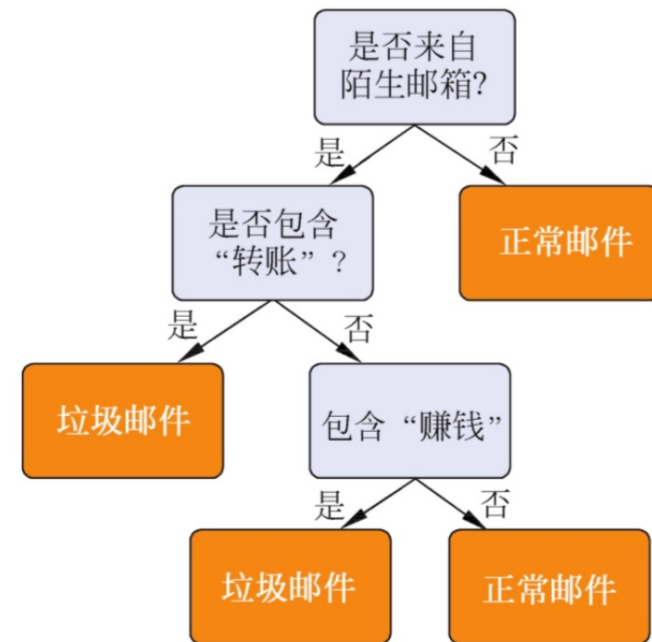 是否来自
陌生邮箱?
是
否
是否包含
“转账”?
正常邮件
是
否
垃圾邮件
包含“赚钱”
是
否
垃圾邮件
正常邮件